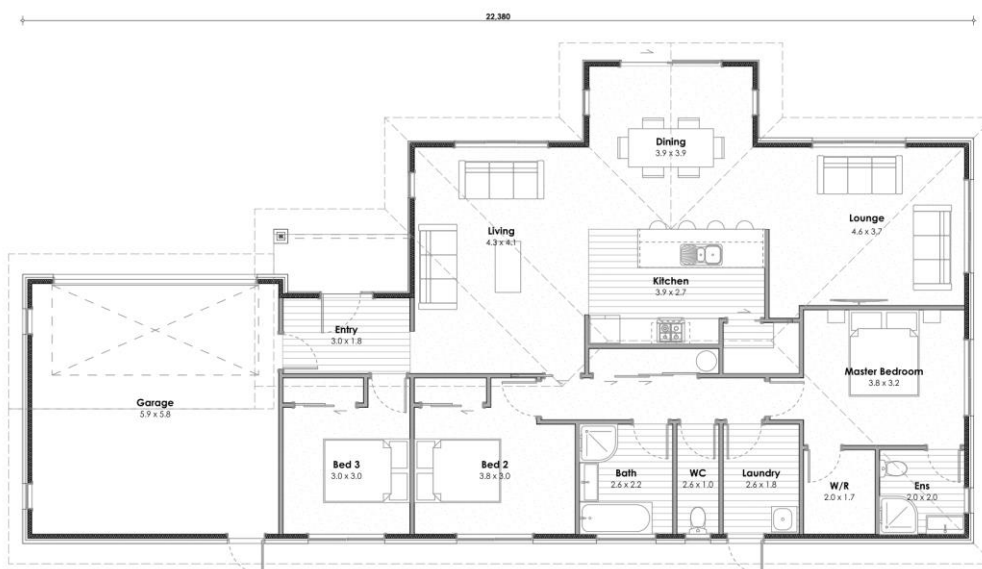 22,380
Dining
3.9 x 3.9
Lounge
4.6 x 3.7
Living
4.3 x 4.1
Kitchen
3.9 x 2.7
Entry
3.0 x 1.8
Master Bedroom
3.8 x 3.2
Garage
5.9 x 5.8
Bed 3
3.0 x 3.0
Bed 2
3.8 x 3.0
Bath
2.6 x 2.2
WC
2.6 x 1.0
Laundry
2.6 x 1.8
W/R
2.0 x 1.7
Ens
2.0 x 2.0